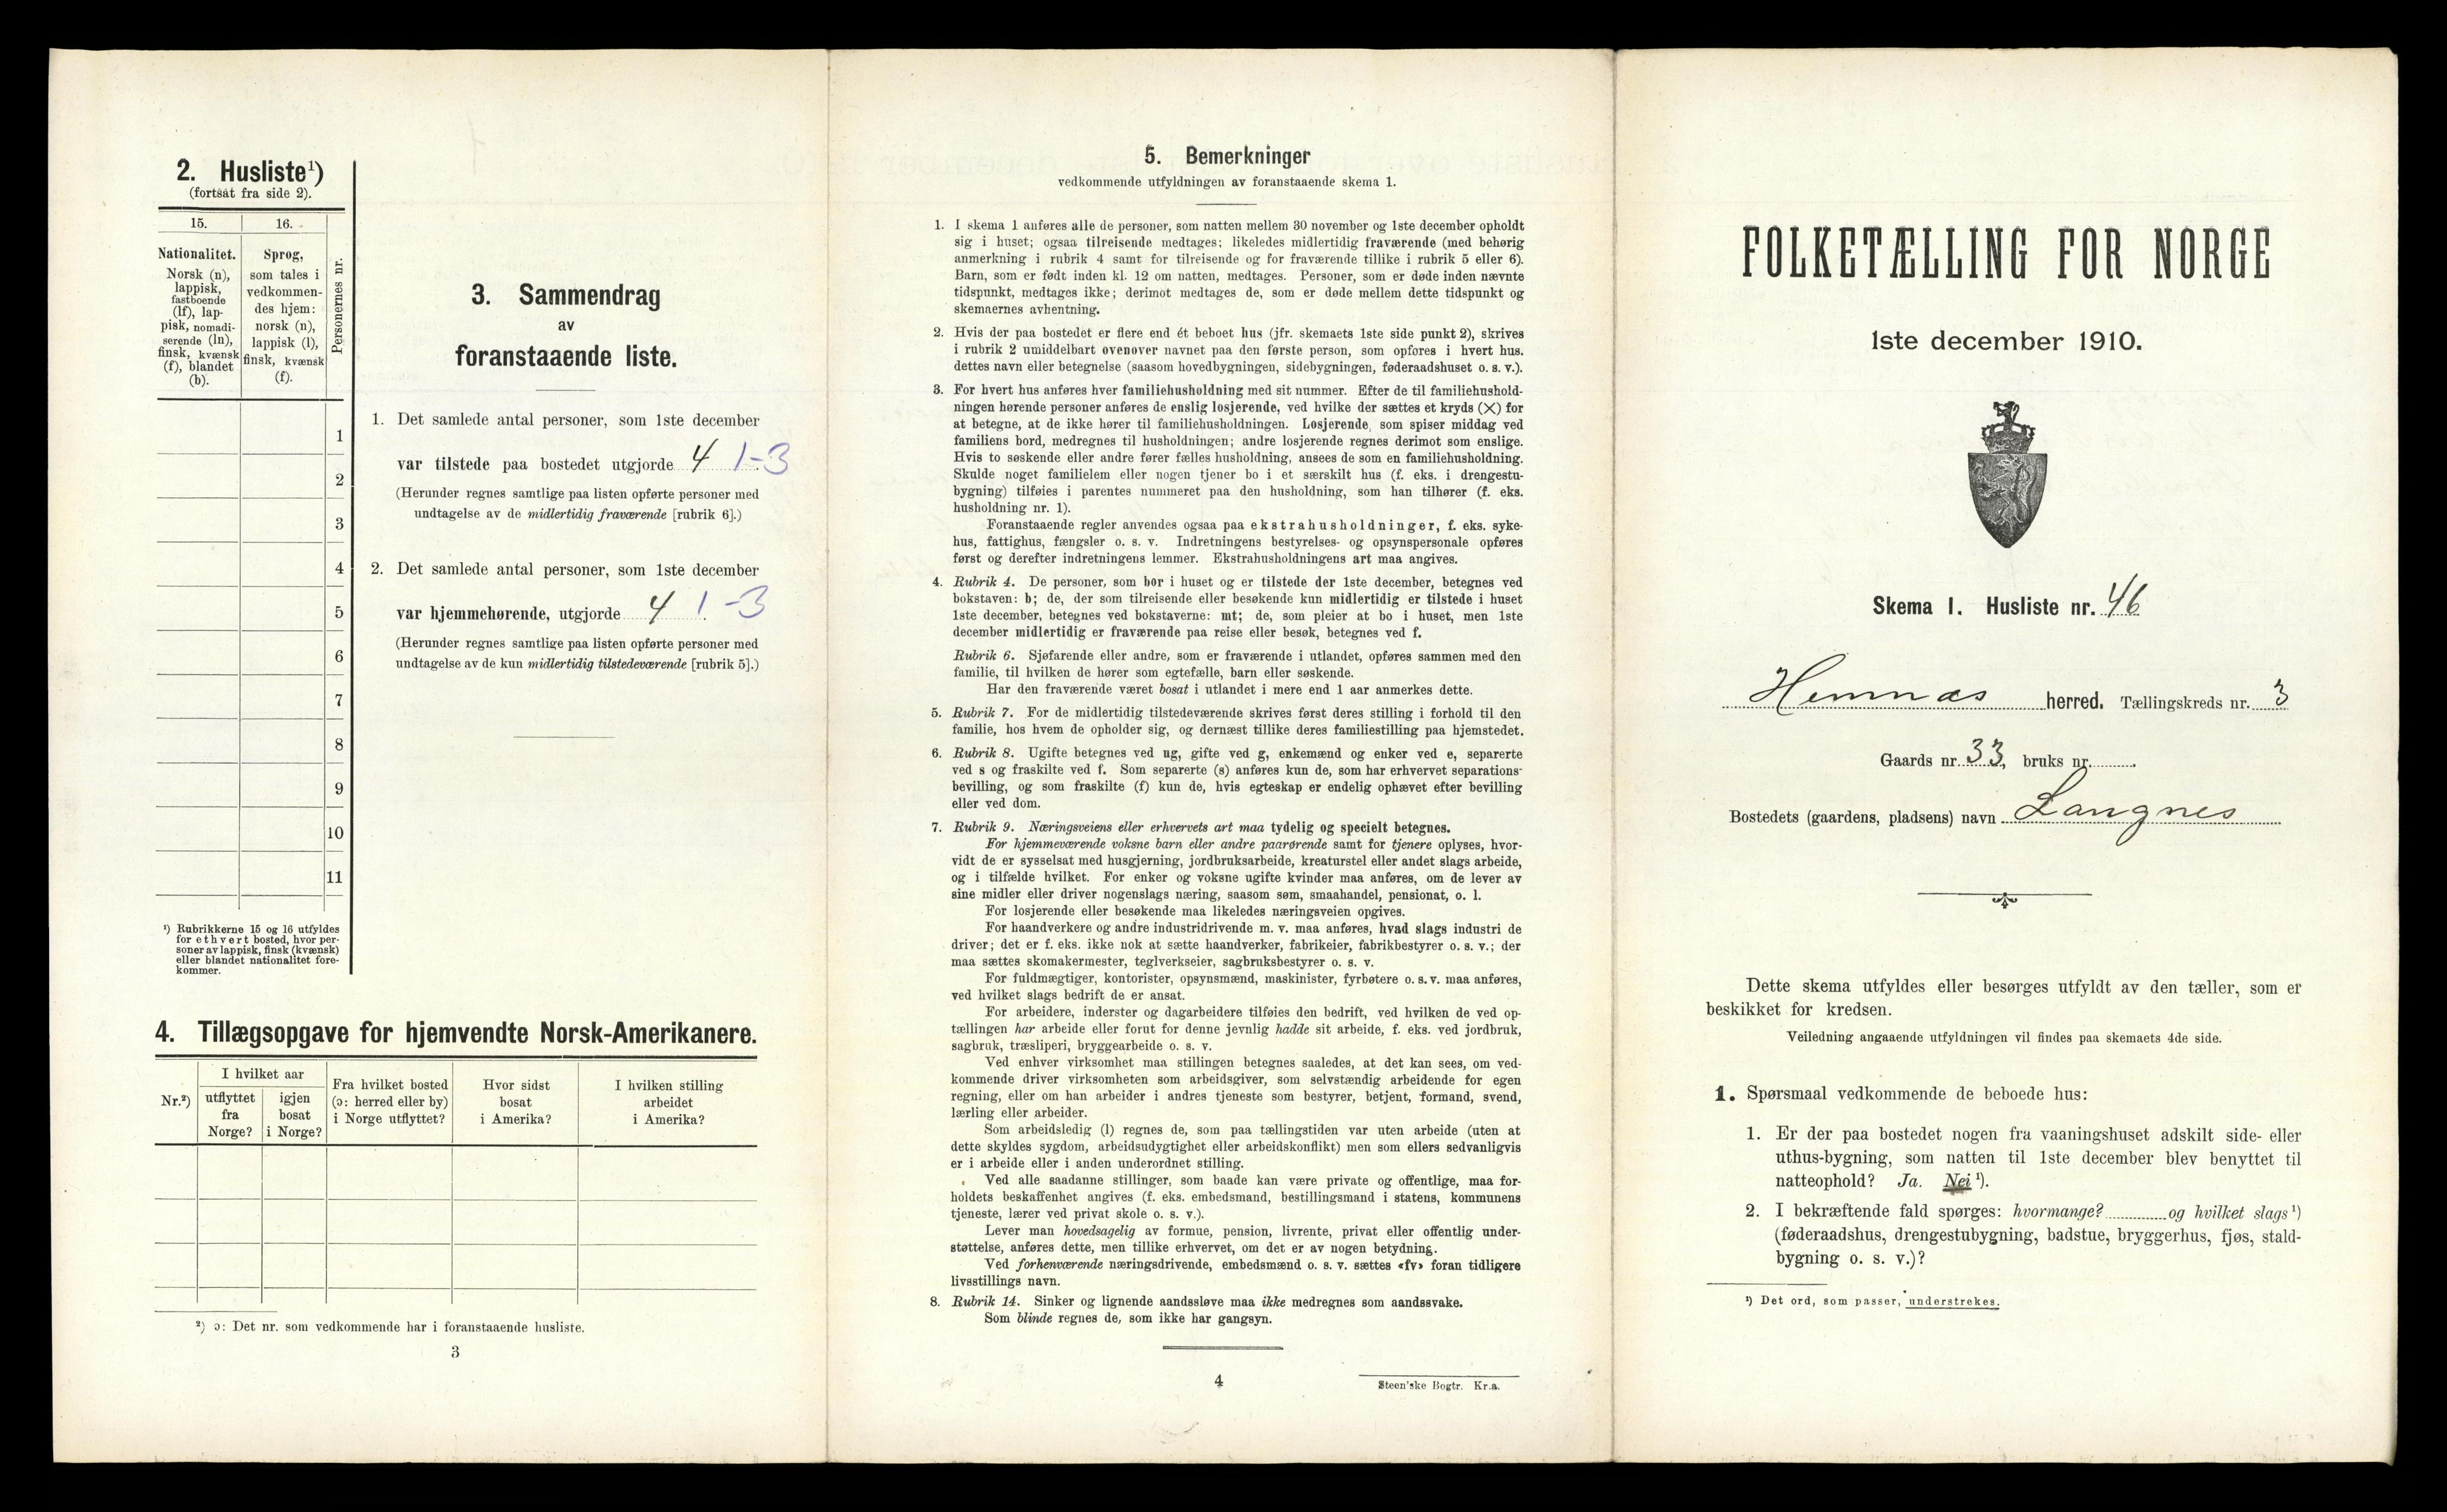 2. Husliste¹)
(fortsat fra side 2).
15.
16.
Personernes nr.
Nationalitet.
Norsk (n),
lappisk,
fastboende
(lf), lap-
pisk, nomadi-
serende (ln),
finsk, kvænsk
(f), blandet
(b).
Sprog,
som tales i
vedkommen-
des hjem:
norsk (n),
lappisk (l),
finsk, kvænsk
(f).
1
2
3
4
5
6
7
8
9
10
11
¹) Rubrikkerne 15 og 16 utfyldes
for ethvert bosted, hvor per-
soner av lappisk, finsk (kvænsk)
eller blandet nationalitet fore-
kommer.
3. Sammendrag
av
foranstaaende liste.
1. Det samlede antal personer, som 1ste december
var tilstede paa bostedet utgjorde 4 1-3
(Herunder regnes samtlige paa listen opførte personer med
undtagelse av de midlertidig fraværende [rubrik 6].)
2. Det samlede antal personer, som 1ste december
var hjemmehørende, utgjorde 4 1-3
(Herunder regnes samtlige paa listen opførte personer med
undtagelse av de kun midlertidig tilstedeværende [rubrik 5].)
4. Tillægsopgave for hjemvendte Norsk-Amerikanere.
Nr.²)
I hvilket aar
utflyttet
fra
Norge?
igjen
bosat
i Norge?
Fra hvilket bosted
(ɔ: herred eller by)
i Norge utflyttet?
Hvor sidst
bosat
i Amerika?
I hvilken stilling
arbeidet
i Amerika?
²) ɔ: Det nr. som vedkommende har i foranstaaende husliste.
3
5. Bemerkninger
vedkommende utfyldningen av foranstaaende skema 1.
1. I skema 1 anføres alle de personer, som natten mellem 30 november og 1ste december opholdt
sig i huset; ogsaa tilreisende medtages; likeledes midlertidig fraværende (med behørig
anmerkning i rubrik 4 samt for tilreisende og for fraværende tillike i rubrik 5 eller 6).
Barn, som er født inden kl. 12 om natten, medtages. Personer, som er døde inden nævnte
tidspunkt, medtages ikke; derimot medtages de, som er døde mellem dette tidspunkt og
skemaernes avhentning.
2. Hvis der paa bostedet er flere end ét beboet hus (jfr. skemaets 1ste side punkt 2), skrives
i rubrik 2 umiddelbart ovenover navnet paa den første person, som opføres i hvert hus.
dettes navn eller betegnelse (saasom hovedbygningen, sidebygningen, føderaadshuset o. s. v.).
3. For hvert hus anføres hver familiehusholdning med sit nummer. Efter de til familiehushold-
ningen hørende personer anføres de enslig losjerende, ved hvilke der sættes et kryds (×) for
at betegne, at de ikke hører til familiehusholdningen. Losjerende, som spiser middag ved
familiens bord, medregnes til husholdningen; andre losjerende regnes derimot som enslige.
Hvis to søskende eller andre fører fælles husholdning, ansees de som en familiehusholdning.
Skulde noget familielem eller nogen tjener bo i et særskilt hus (f. eks. i drengestu-
bygning) tilføies i parentes nummeret paa den husholdning, som han tilhører (f. eks.
husholdning nr. 1).
Foranstaaende regler anvendes ogsaa paa ekstrahusholdninger, f. eks. syke-
hus, fattighus, fængsler o. s. v. Indretningens bestyrelses- og opsynspersonale opføres
først og derefter indretningens lemmer. Ekstrahusholdningens art maa angives.
4. Rubrik 4. De personer, som bor i huset og er tilstede der 1ste december, betegnes ved
bokstaven: b; de, der som tilreisende eller besøkende kun midlertidig er tilstede i huset
1ste december, betegnes ved bokstaverne: mt; de, som pleier at bo i huset, men 1ste
december midlertidig er fraværende paa reise eller besøk, betegnes ved f.
Rubrik 6. Sjøfarende eller andre, som er fraværende i utlandet, opføres sammen med den
familie, til hvilken de hører som egtefælle, barn eller søskende.
Har den fraværende været bosat i utlandet i mere end 1 aar anmerkes dette.
5. Rubrik 7. For de midlertidig tilstedeværende skrives først deres stilling i forhold til den
familie, hos hvem de opholder sig, og dernæst tillike deres familiestilling paa hjemstedet.
6. Rubrik 8. Ugifte betegnes ved ug, gifte ved g, enkemænd og enker ved e, separerte
ved s og fraskilte ved f. Som separerte (s) anføres kun de, som har erhvervet separations-
bevilling, og som fraskilte (f) kun de, hvis egteskap er endelig ophævet efter bevilling
eller ved dom.
7. Rubrik 9. Næringsveiens eller erhvervets art maa tydelig og specielt betegnes.
For hjemmeværende voksne barn eller andre paarørende samt for tjenere oplyses, hvor-
vidt de er sysselsat med husgjerning, jordbruksarbeide, kreaturstel eller andet slags arbeide,
og i tilfælde hvilket. For enker og voksne ugifte kvinder maa anføres, om de lever av
sine midler eller driver nogenslags næring, saasom søm, smaahandel, pensionat, o. l.
For losjerende eller besøkende maa likeledes næringsveien opgives.
For haandverkere og andre industridrivende m. v. maa anføres, hvad slags industri de
driver; det er f. eks. ikke nok at sætte haandverker, fabrikeier, fabrikbestyrer o. s. v.; der
maa sættes skomakermester, teglverkseier, sagbruksbestyrer o. s. v.
For fuldmægtiger, kontorister, opsynsmænd, maskinister, fyrbøtere o. s. v. maa anføres,
ved hvilket slags bedrift de er ansat.
For arbeidere, inderster og dagarbeidere tilføies den bedrift, ved hvilken de ved op-
tællingen har arbeide eller forut for denne jevnlig hadde sit arbeide, f. eks. ved jordbruk,
sagbruk, træsliperi, bryggearbeide o. s. v.
Ved enhver virksomhet maa stillingen betegnes saaledes, at det kan sees, om ved-
kommende driver virksomheten som arbeidsgiver, som selvstændig arbeidende for egen
regning, eller om han arbeider i andres tjeneste som bestyrer, betjent, formand, svend,
lærling eller arbeider.
Som arbeidsledig (l) regnes de, som paa tællingstiden var uten arbeide (uten at
dette skyldes sygdom, arbeidsudygtighet eller arbeidskonflikt) men som ellers sedvanligvis
er i arbeide eller i anden underordnet stilling.
Ved alle saadanne stillinger, som baade kan være private og offentlige, maa for-
holdets beskaffenhet angives (f. eks. embedsmand, bestillingsmand i statens, kommunens
tjeneste, lærer ved privat skole o. s. v.).
Lever man hovedsagelig av formue, pension, livrente, privat eller offentlig under-
støttelse, anføres dette, men tillike erhvervet, om det er av nogen betydning.
Ved forhenværende næringsdrivende, embedsmænd o. s. v. sættes «fv» foran tidligere
livsstillings navn.
8. Rubrik 14. Sinker og lignende aandssløve maa ikke medregnes som aandssvake.
Som blinde regnes de, som ikke har gangsyn.
4
Steen'ske Bogtr. Kr.a.
FOLKETÆLLING FOR NORGE
1ste december 1910.
Skema 1. Husliste nr. 46
Hemnæs herred. Tællingskreds nr. 3
Gaards nr. 33, bruks nr.
Bostedets (gaardens, pladsens) navn Langnes
Dette skema utfyldes eller besørges utfyldt av den tæller, som er
beskikket for kredsen.
Veiledning angaaende utfyldningen vil findes paa skemaets 4de side.
1. Spørsmaal vedkommende de beboede hus:
1. Er der paa bostedet nogen fra vaaningshuset adskilt side- eller
uthus-bygning, som natten til 1ste december blev benyttet til
natteophold? Ja. Nei ¹).
2. I bekræftende fald spørges: hvormange? og hvilket slags ¹)
(føderaadshus, drengestubygning, badstue, bryggerhus, fjøs, stald-
bygning o. s. v.)?
¹) Det ord, som passer, understrekes.